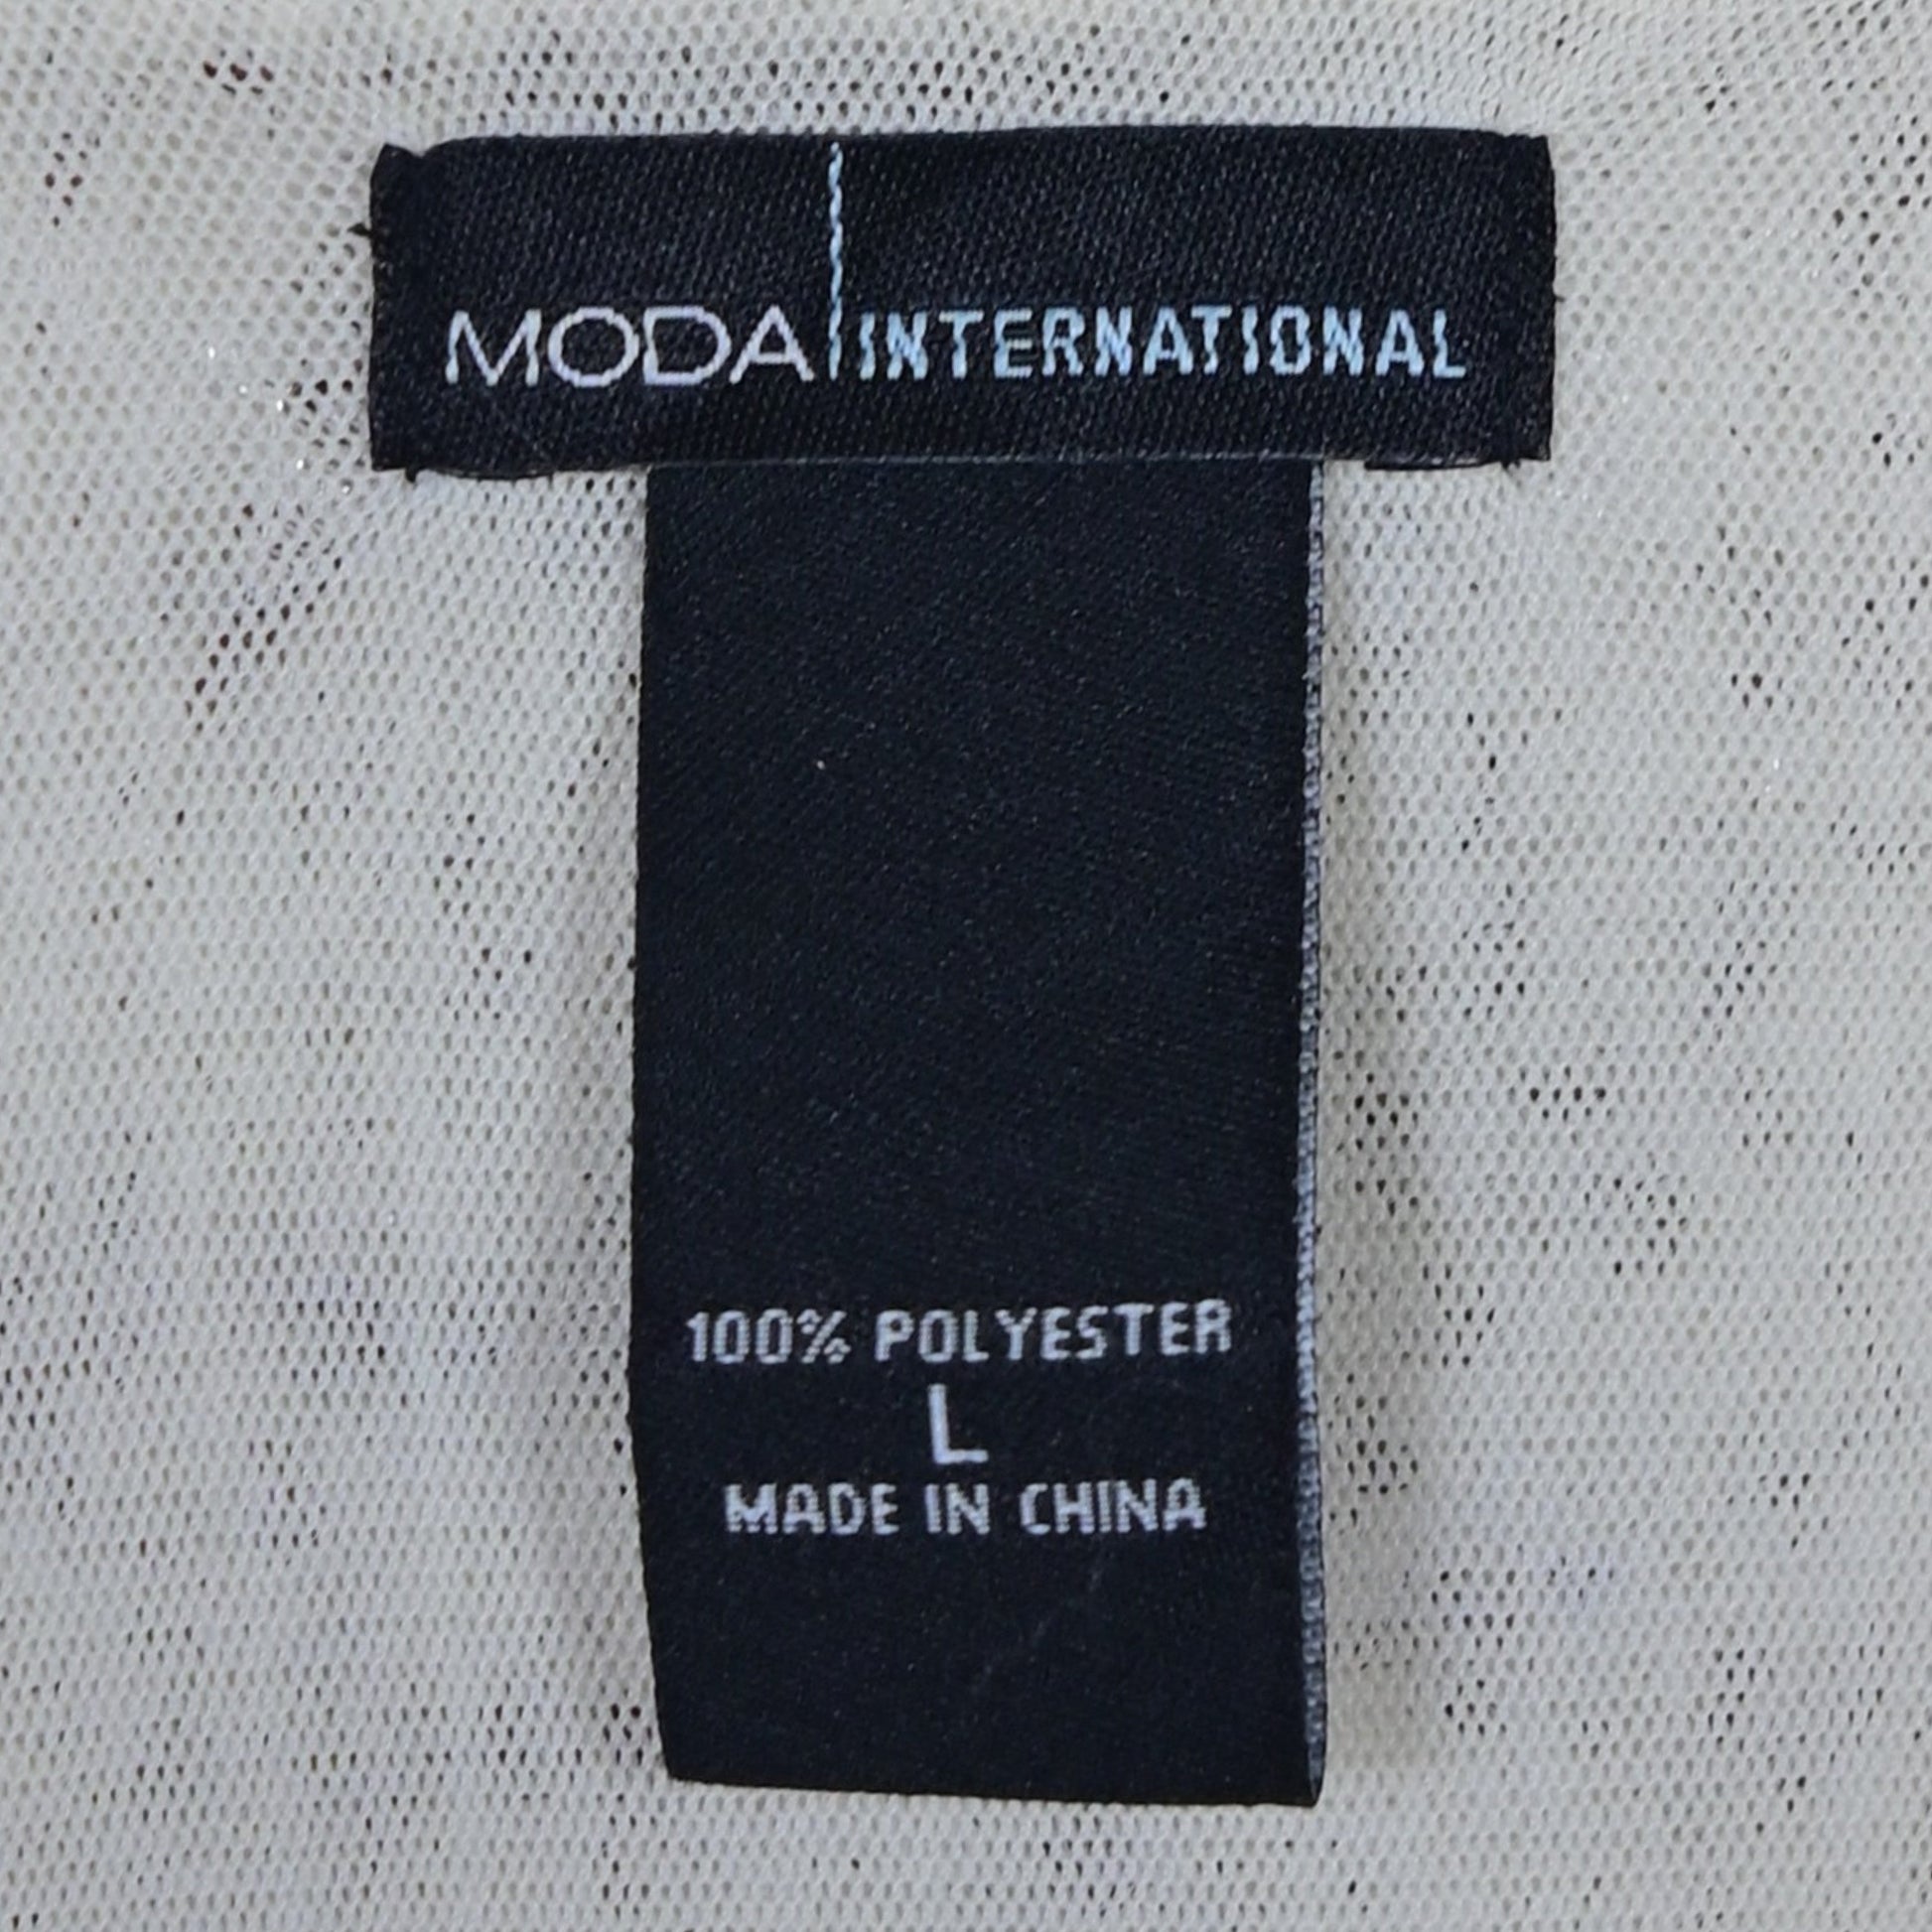 MODA INTERNATIONAL
100% POLYESTER
L
MADE IN CHINA